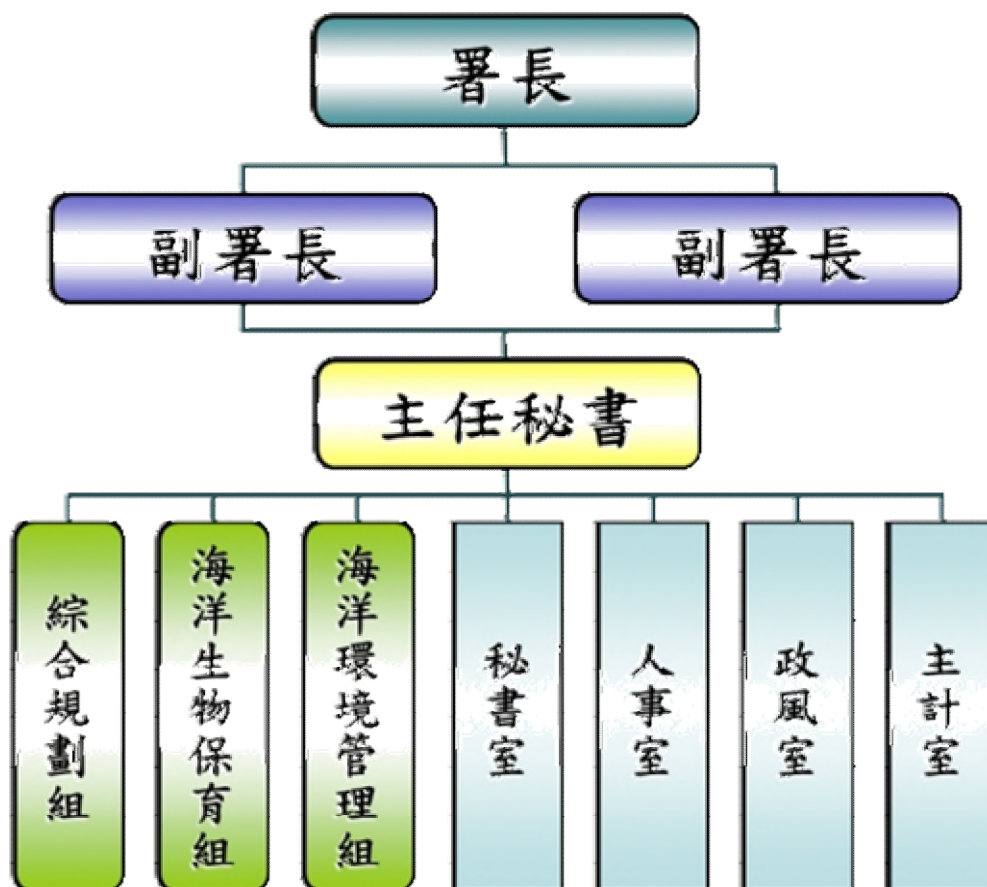 署長
副署長
副署長
主任秘書
綜合規劃組
海洋生物保育組
海洋環境管理組
秘書室
人事室
政風室
主計室